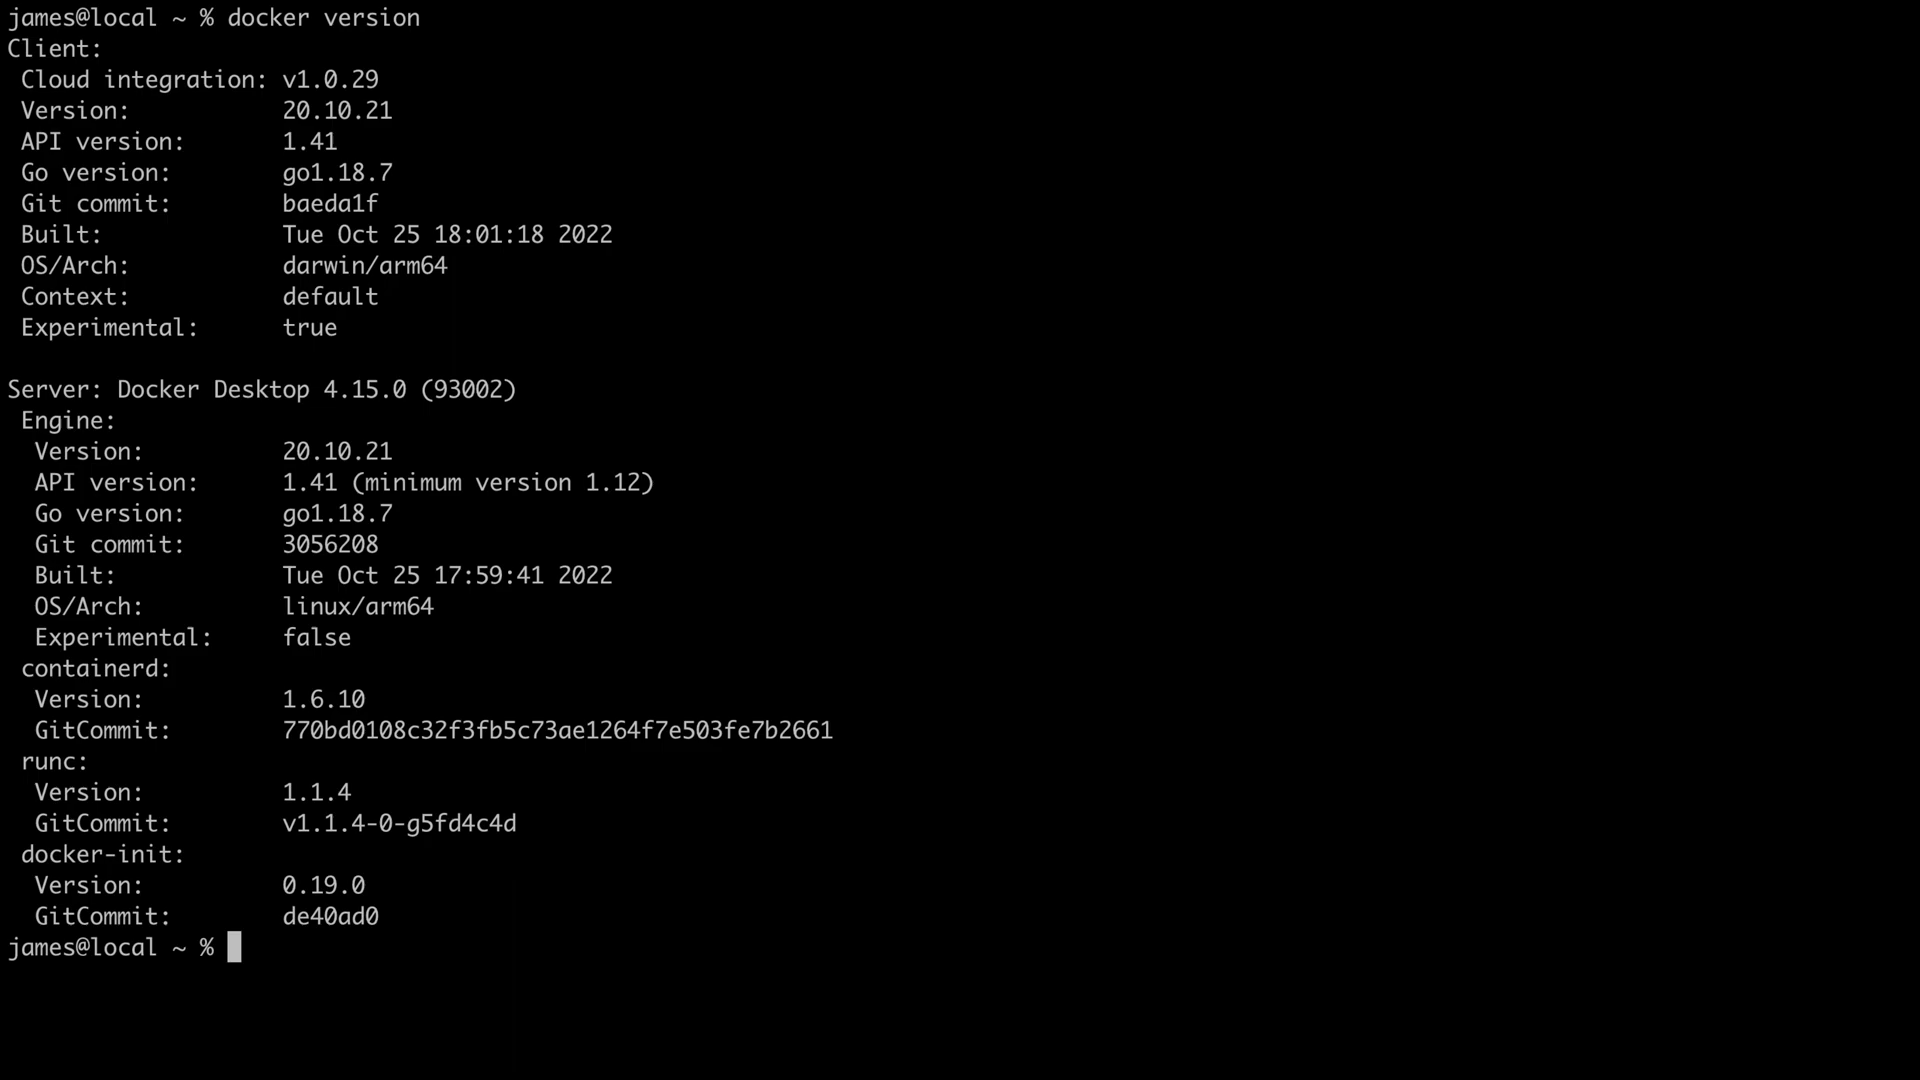 james@local ~ % docker version
Client:
 Cloud integration: v1.0.29
 Version:           20.10.21
 API version:       1.41
 Go version:        go1.18.7
 Git commit:        baeda1f
 Built:             Tue Oct 25 18:01:18 2022
 OS/Arch:           darwin/arm64
 Context:           default
 Experimental:      true

Server: Docker Desktop 4.15.0 (93002)
 Engine:
  Version:          20.10.21
  API version:      1.41 (minimum version 1.12)
  Go version:       go1.18.7
  Git commit:       3056208
  Built:            Tue Oct 25 17:59:41 2022
  OS/Arch:          linux/arm64
  Experimental:     false
 containerd:
  Version:          1.6.10
  GitCommit:        770bd0108c32f3fb5c73ae1264f7e503fe7b2661
 runc:
  Version:          1.1.4
  GitCommit:        v1.1.4-0-g5fd4c4d
 docker-init:
  Version:          0.19.0
  GitCommit:        de40ad0
james@local ~ %